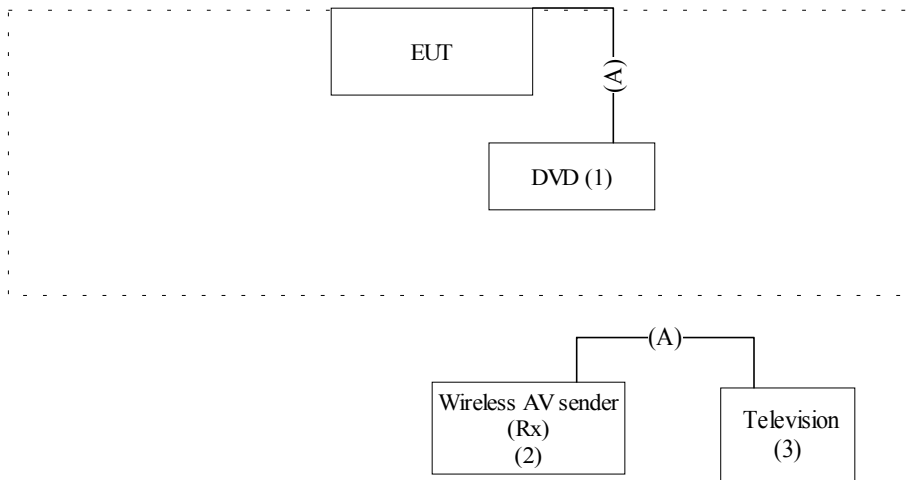 EUT
(A)
DVD (1)
(A)
Wireless AV sender
(Rx)
(2)
Television
(3)